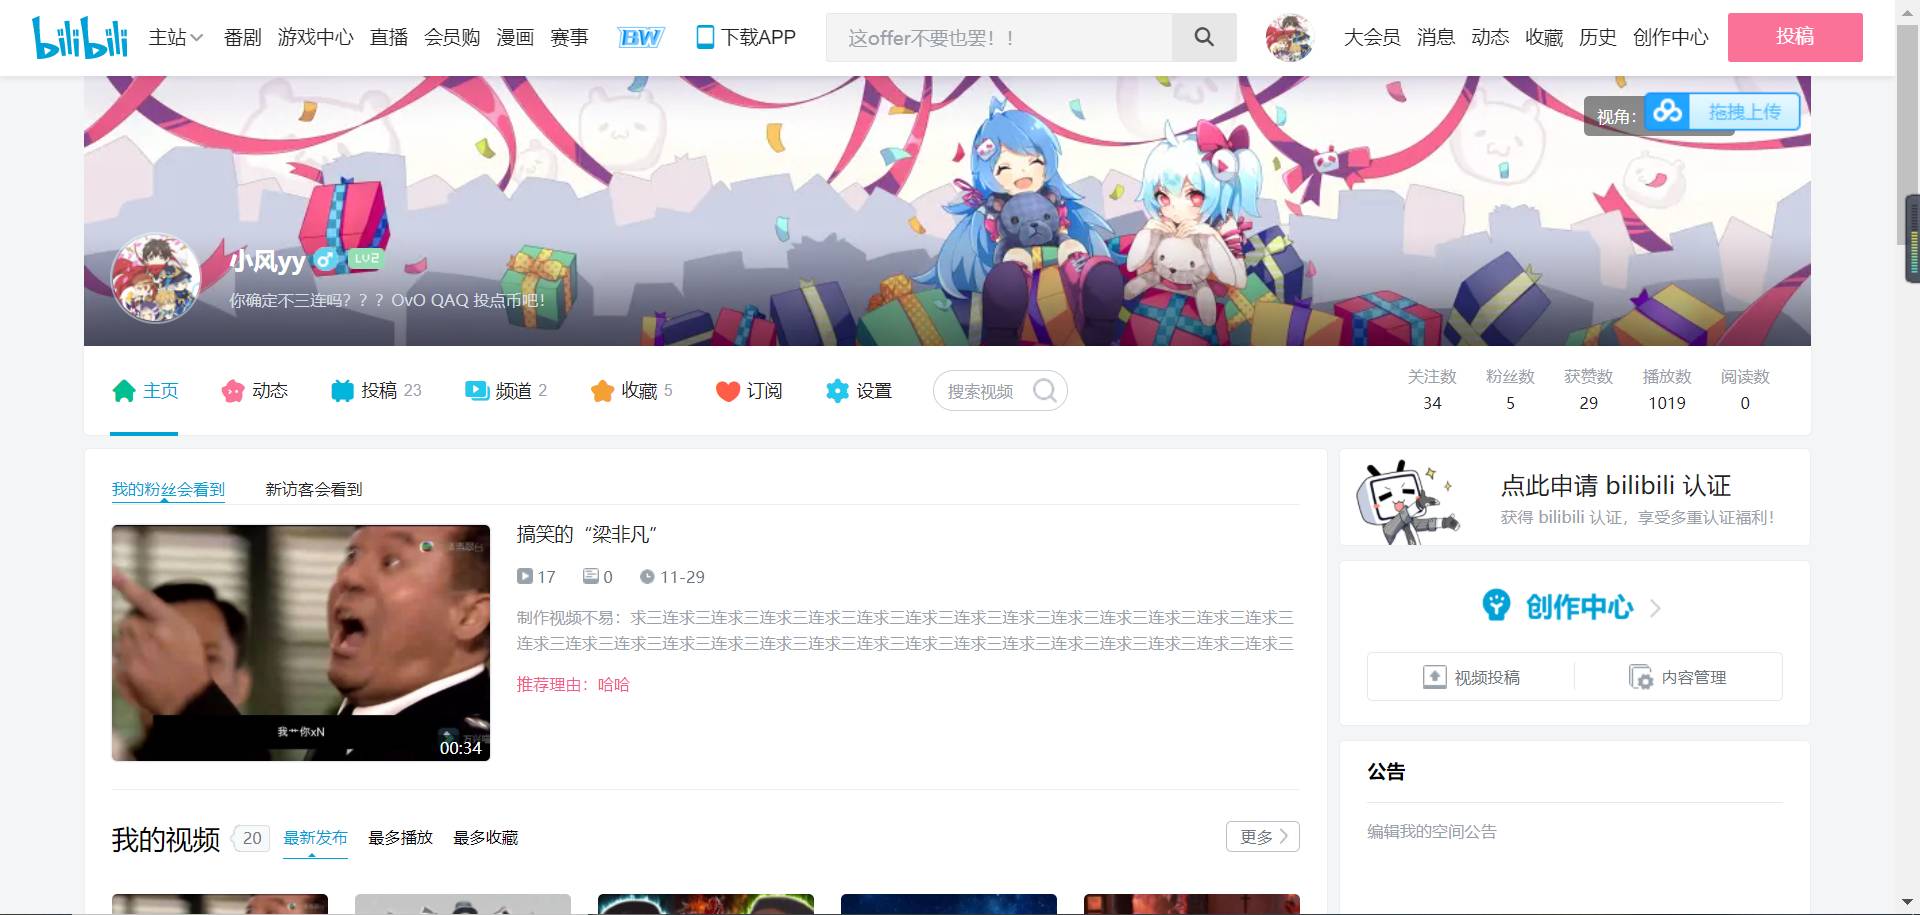 bilibili 主站 番剧 游戏中心 直播 会员购 漫画 赛事 BW 下载APP 这offer不要也罢！！ 大会员 消息 动态 收藏 历史 创作中心 投稿
视角： 拖拽上传
小风yy LV2
你确定不三连吗？？？OvO QAQ 投点币吧！
主页 动态 投稿 23 频道 2 收藏 5 订阅 设置 搜索视频
关注数 粉丝数 获赞数 播放数 阅读数
34 5 29 1019 0
我的粉丝会看到 新访客会看到
搞笑的“梁非凡”
17 0 11-29
制作视频不易：求三连求三连求三连求三连求三连求三连求三连求三连求三连求三连求三连求三连求三连求三
连求三连求三连求三连求三连求三连求三连求三连求三连求三连求三连求三连求三连求三连求三连求三连求三
推荐理由：哈哈
我艹你xN
00:34
点此申请 bilibili 认证
获得 bilibili 认证，享受多重认证福利！
创作中心
视频投稿 内容管理
公告
编辑我的空间公告
我的视频 20 最新发布 最多播放 最多收藏 更多